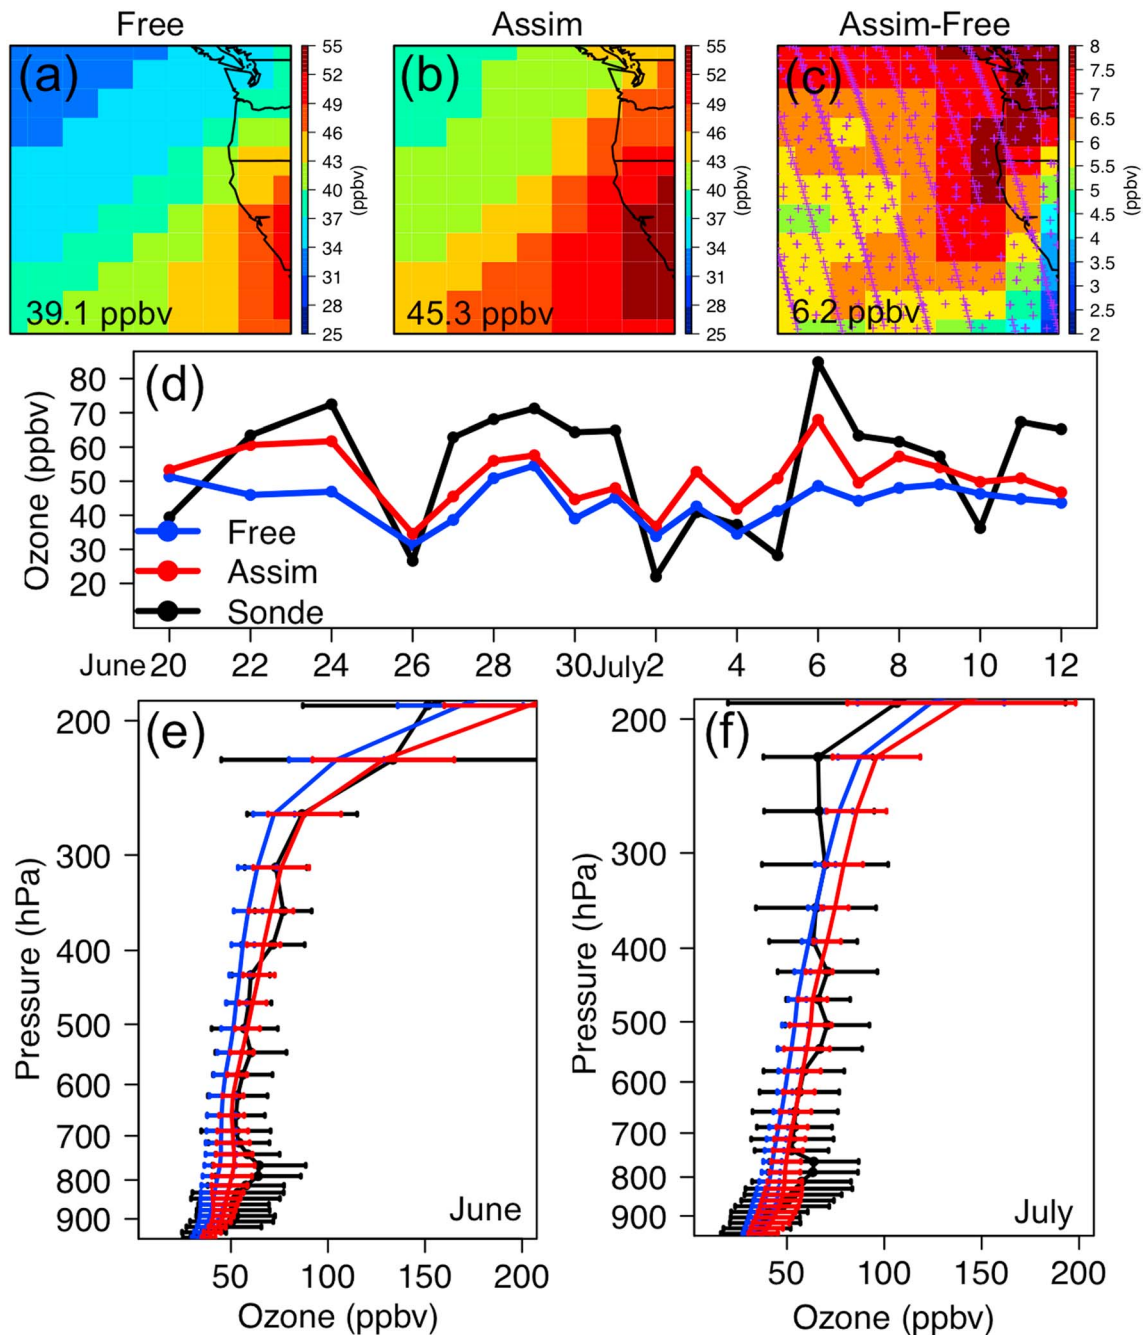 Free
Assim
Assim-Free
(a)
39.1 ppbv
55
52
49
46
43
40
37
34
31
28
25
(ppbv)
(b)
45.3 ppbv
55
52
49
46
43
40
37
34
31
28
25
(ppbv)
(c)
6.2 ppbv
8
7.5
7
6.5
6
5.5
5
4.5
4
3.5
3
2.5
2
(ppbv)
(d)
Ozone (ppbv)
80
70
60
50
40
30
20
Free
Assim
Sonde
June 20 22 24 26 28 30 July 2 4 6 8 10 12
(e)
Pressure (hPa)
200
300
400
500
600
700
800
900
June
50 100 150 200
Ozone (ppbv)
(f)
Pressure (hPa)
200
300
400
500
600
700
800
900
July
50 100 150 200
Ozone (ppbv)